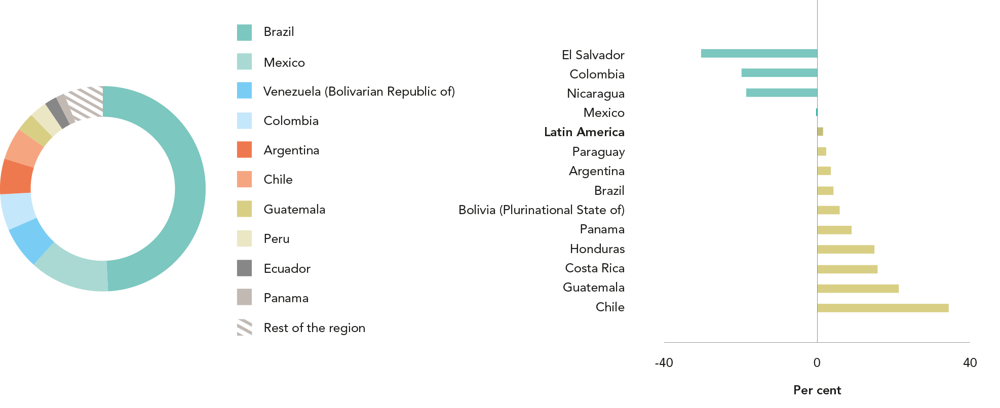 Brazil
Mexico
Venezuela (Bolivarian Republic of)
Colombia
Argentina
Chile
Guatemala
Peru
Ecuador
Panama
Rest of the region
El Salvador
Colombia
Nicaragua
Mexico
Latin America
Paraguay
Argentina
Brazil
Bolivia (Plurinational State of)
Panama
Honduras
Costa Rica
Guatemala
Chile
-40 0 40
Per cent